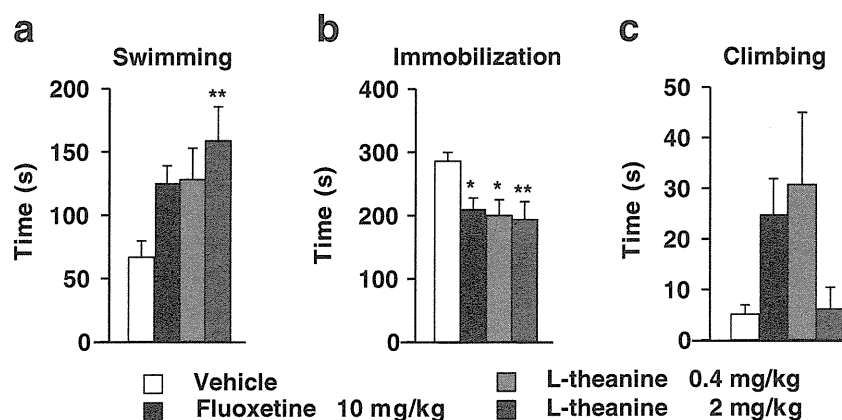 a b c
Swimming Immobilization Climbing
Time (s)
200
150
100
50
0
**
Time (s)
400
300
200
100
0
* * **
Time (s)
50
40
30
20
10
0
Vehicle L-theanine 0.4 mg/kg
Fluoxetine 10 mg/kg L-theanine 2 mg/kg